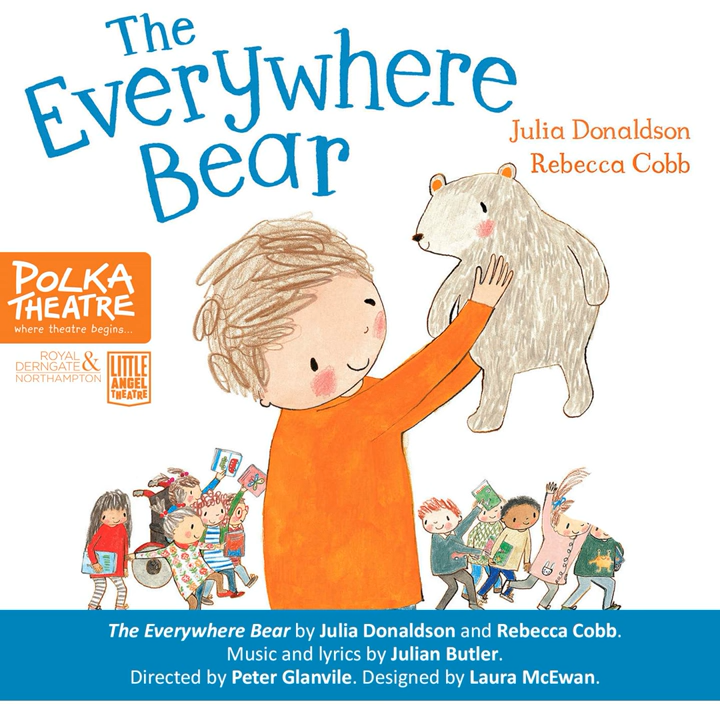 The
Everywhere
Bear
Julia Donaldson
Rebecca Cobb
POLKA
THEATRE
where theatre begins...
ROYAL &
DERNGATE
NORTHAMPTON
LITTLE
ANGEL
THEATRE
The Everywhere Bear by Julia Donaldson and Rebecca Cobb.
Music and lyrics by Julian Butler.
Directed by Peter Glanvile. Designed by Laura McEwan.